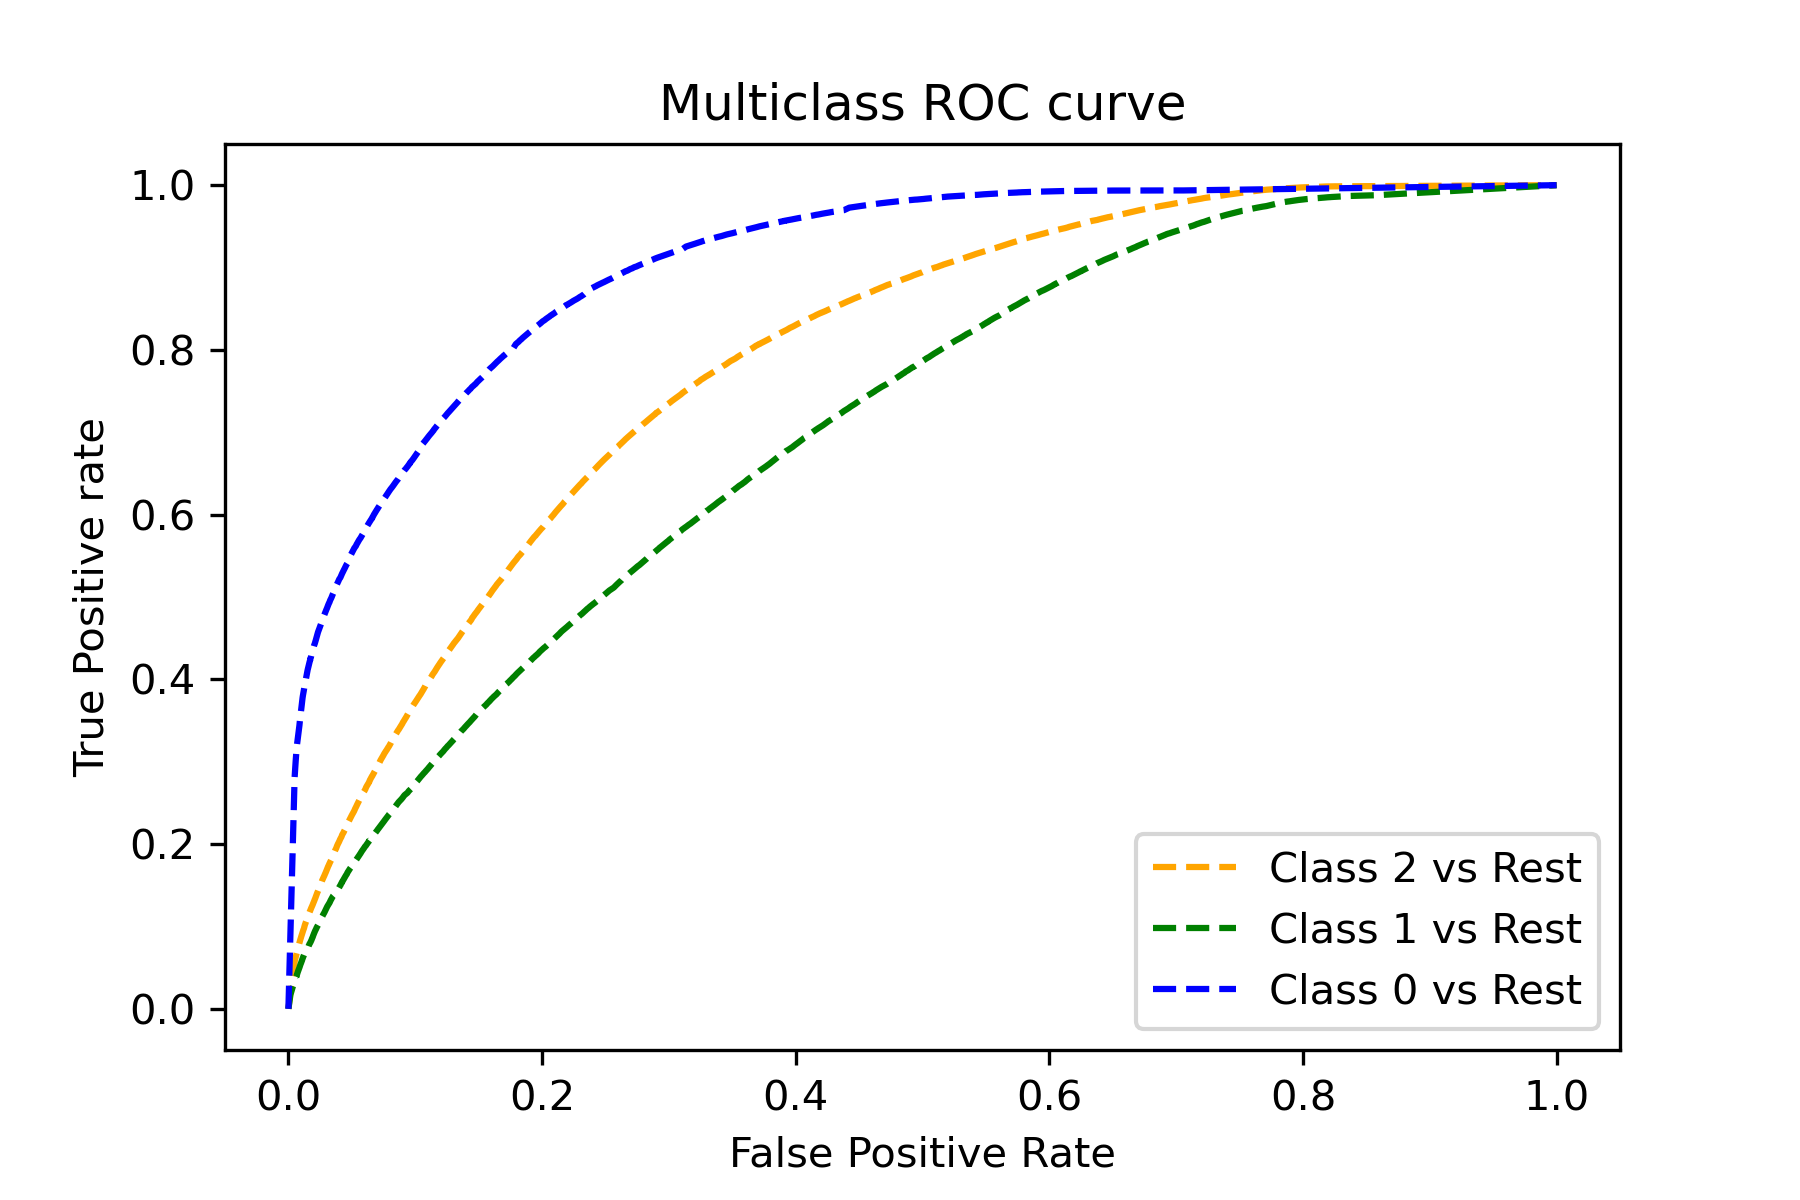 Multiclass ROC curve
True Positive rate
1.0
0.8
0.6
0.4
0.2
0.0
Class 2 vs Rest
Class 1 vs Rest
Class 0 vs Rest
0.0 0.2 0.4 0.6 0.8 1.0
False Positive Rate